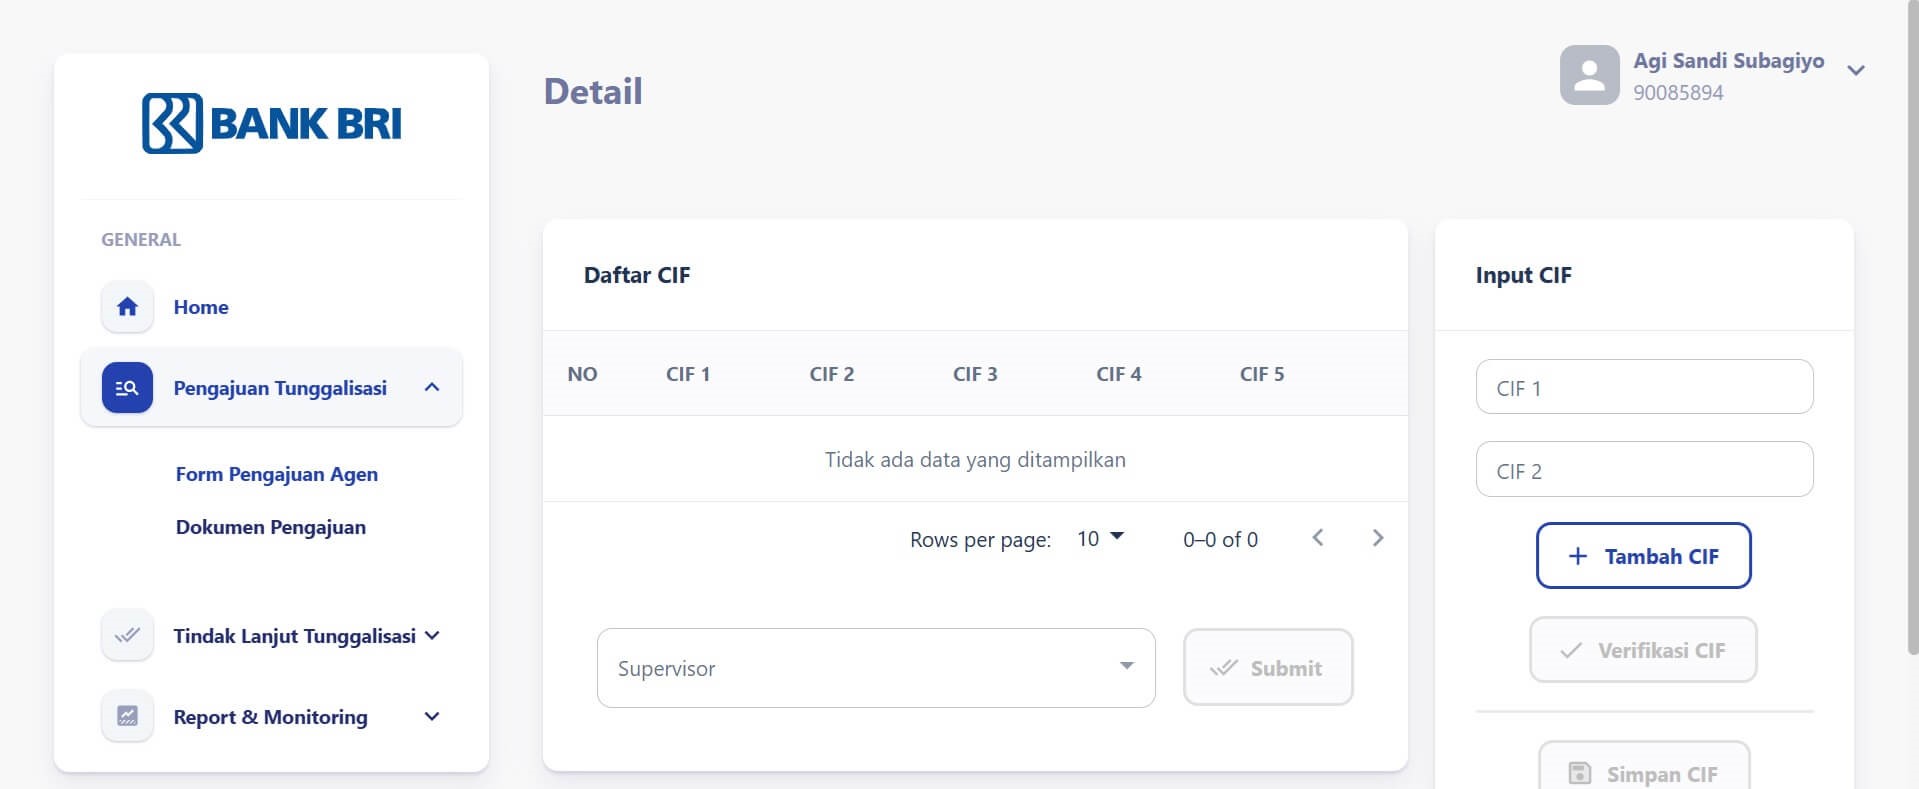 BANK BRI
GENERAL
Home
Pengajuan Tunggalisasi
Form Pengajuan Agen
Dokumen Pengajuan
Tindak Lanjut Tunggalisasi
Report & Monitoring
Detail
Agi Sandi Subagiyo
90085894
Daftar CIF
NO CIF 1 CIF 2 CIF 3 CIF 4 CIF 5
Tidak ada data yang ditampilkan
Rows per page: 10 0–0 of 0
Supervisor
Submit
Input CIF
CIF 1
CIF 2
+ Tambah CIF
Verifikasi CIF
Simpan CIF